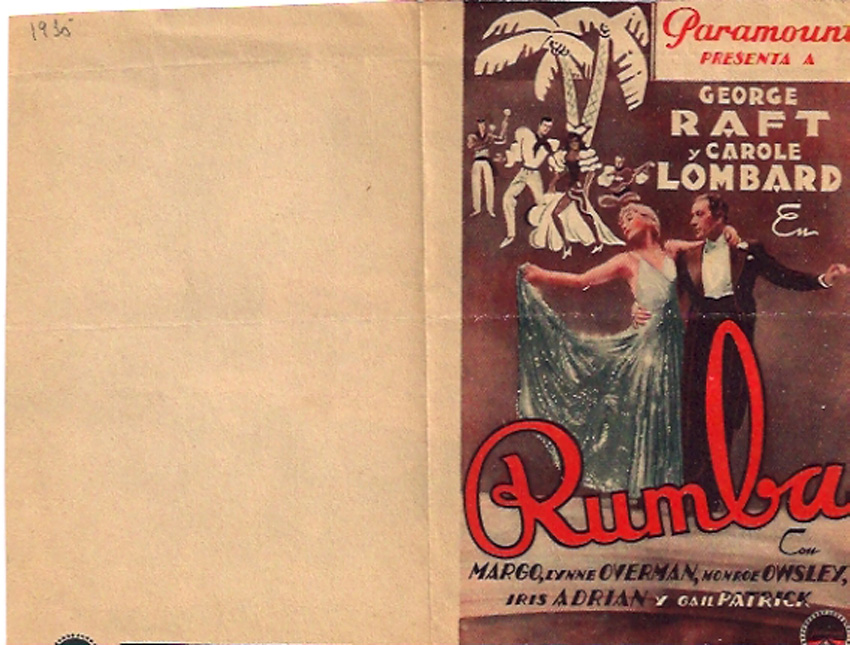 1935
Paramount
PRESENTA A
GEORGE
RAFT
y CAROLE
LOMBARD
En
Rumba
Con
MARGO, LYNNE OVERMAN, MONROE OWSLEY,
IRIS ADRIAN Y GAIL PATRICK